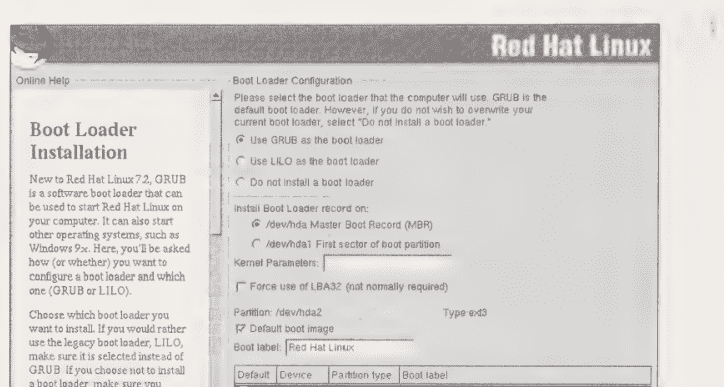 Red Hat Linux
Online Help
Boot Loader
Installation
New to Red Hat Linux 7.2, GRUB
is a software boot loader that can
be used to start Red Hat Linux on
your computer. It can also start
other operating systems, such as
Windows 9x. Here, you'll be asked
how (or whether) you want to
configure a boot loader and which
one (GRUB or LILO).
Choose which boot loader you
want to install. If you would rather
use the legacy boot loader, LILO,
make sure it is selected instead of
GRUB. If you choose not to install
a boot loader, make sure you
Boot Loader Configuration
Please select the boot loader that the computer will use. GRUB is the
default boot loader. However, if you do not wish to overwrite your
current boot loader, select "Do not install a boot loader."
Use GRUB as the boot loader
Use LILO as the boot loader
Do not install a boot loader
Install Boot Loader record on:
/dev/hda Master Boot Record (MBR)
/dev/hda1 First sector of boot partition
Kernel Parameters:
Force use of LBA32 (not normally required)
Partition: /dev/hda2 Type: ext3
Default boot image
Boot label: Red Hat Linux
Default Device Partition type Boot label